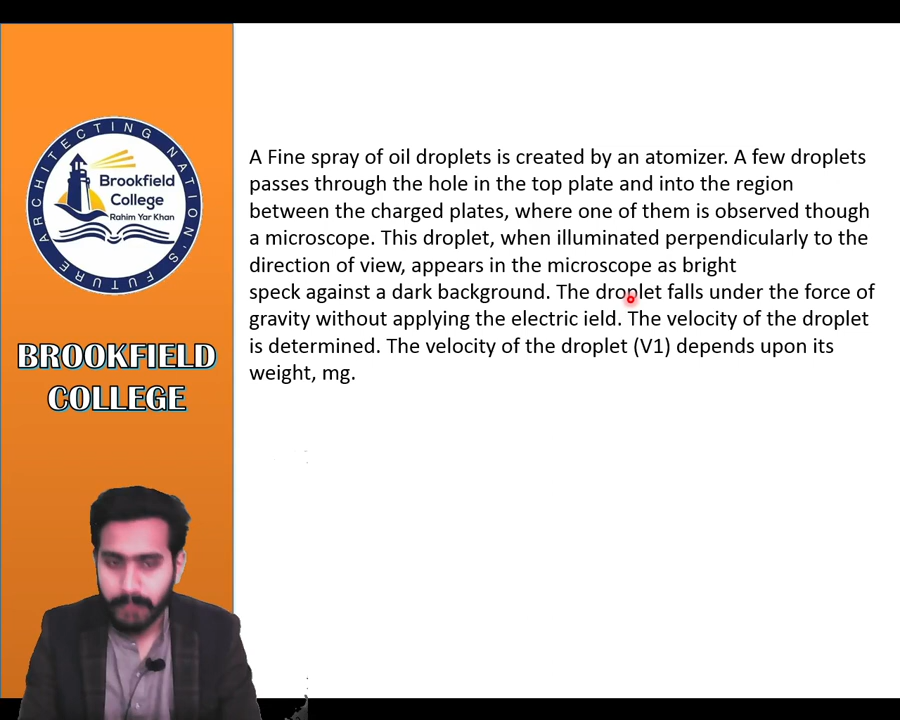 ARCHITECTING NATION'S FUTURE
Brookfield
College
Rahim Yar Khan
BROOKFIELD
COLLEGE
A Fine spray of oil droplets is created by an atomizer. A few droplets
passes through the hole in the top plate and into the region
between the charged plates, where one of them is observed though
a microscope. This droplet, when illuminated perpendicularly to the
direction of view, appears in the microscope as bright
speck against a dark background. The droplet falls under the force of
gravity without applying the electric ield. The velocity of the droplet
is determined. The velocity of the droplet (V1) depends upon its
weight, mg.